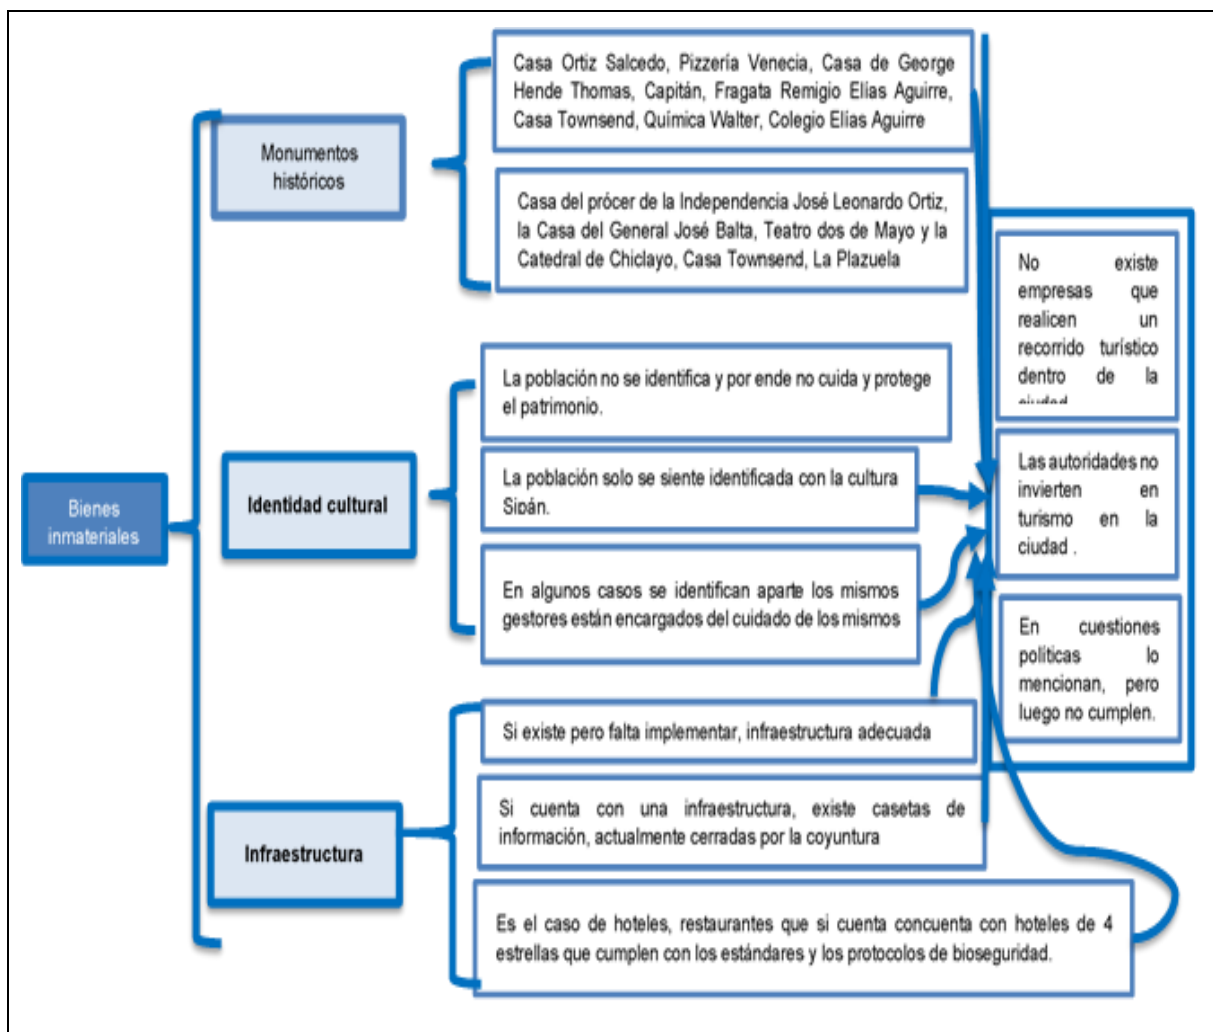 Bienes
inmateriales
Monumentos
históricos
Casa Ortiz Salcedo, Pizzería Venecia, Casa de George
Hende Thomas, Capitán, Fragata Remigio Elías Aguirre,
Casa Townsend, Química Walter, Colegio Elías Aguirre
Casa del prócer de la Independencia José Leonardo Ortiz,
la Casa del General José Balta, Teatro dos de Mayo y la
Catedral de Chiclayo, Casa Townsend, La Plazuela
Identidad cultural
La población no se identifica y por ende no cuida y protege
el patrimonio.
La población solo se siente identificada con la cultura
Sipán.
En algunos casos se identifican aparte los mismos
gestores están encargados del cuidado de los mismos
Infraestructura
Si existe pero falta implementar, infraestructura adecuada
Si cuenta con una infraestructura, existe casetas de
información, actualmente cerradas por la coyuntura
Es el caso de hoteles, restaurantes que si cuenta concuenta con hoteles de 4
estrellas que cumplen con los estándares y los protocolos de bioseguridad.
No existe
empresas que
realicen un
recorrido turístico
dentro de la
ciudad
Las autoridades no
invierten en
turismo en la
ciudad .
En cuestiones
políticas lo
mencionan, pero
luego no cumplen.